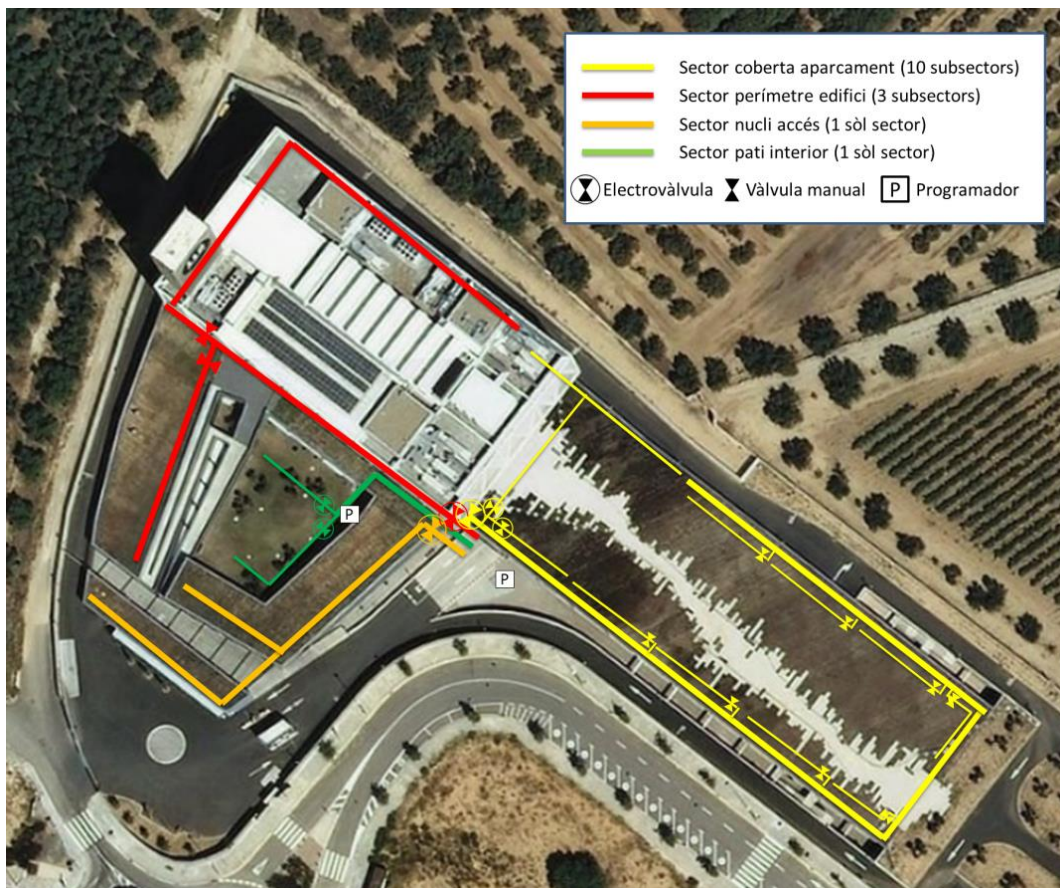 Sector coberta aparcament (10 subsectors)
Sector perímetre edifici (3 subsectors)
Sector nucli accés (1 sòl sector)
Sector pati interior (1 sòl sector)
Electrovàlvula Vàlvula manual P Programador
P
P